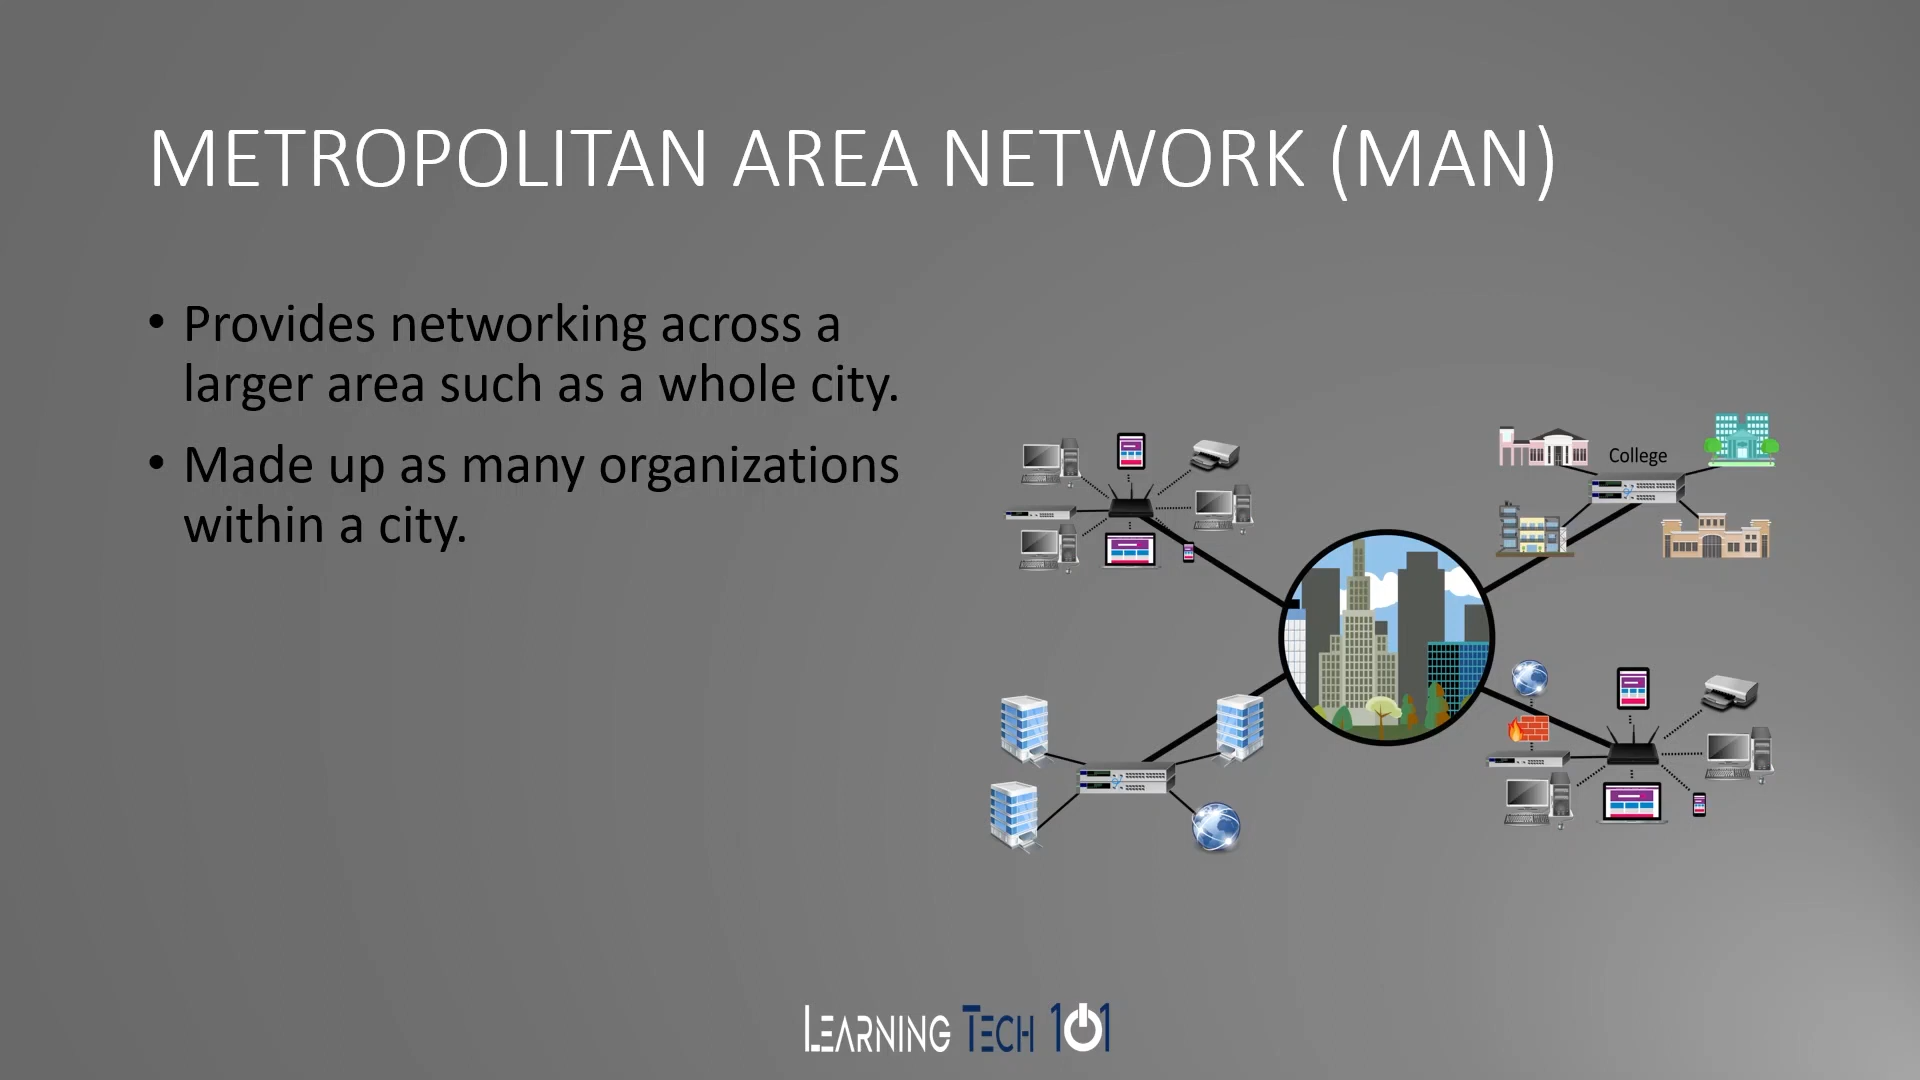 METROPOLITAN AREA NETWORK (MAN)
• Provides networking across a
larger area such as a whole city.
• Made up as many organizations
within a city.
College
LEARNING TECH 101